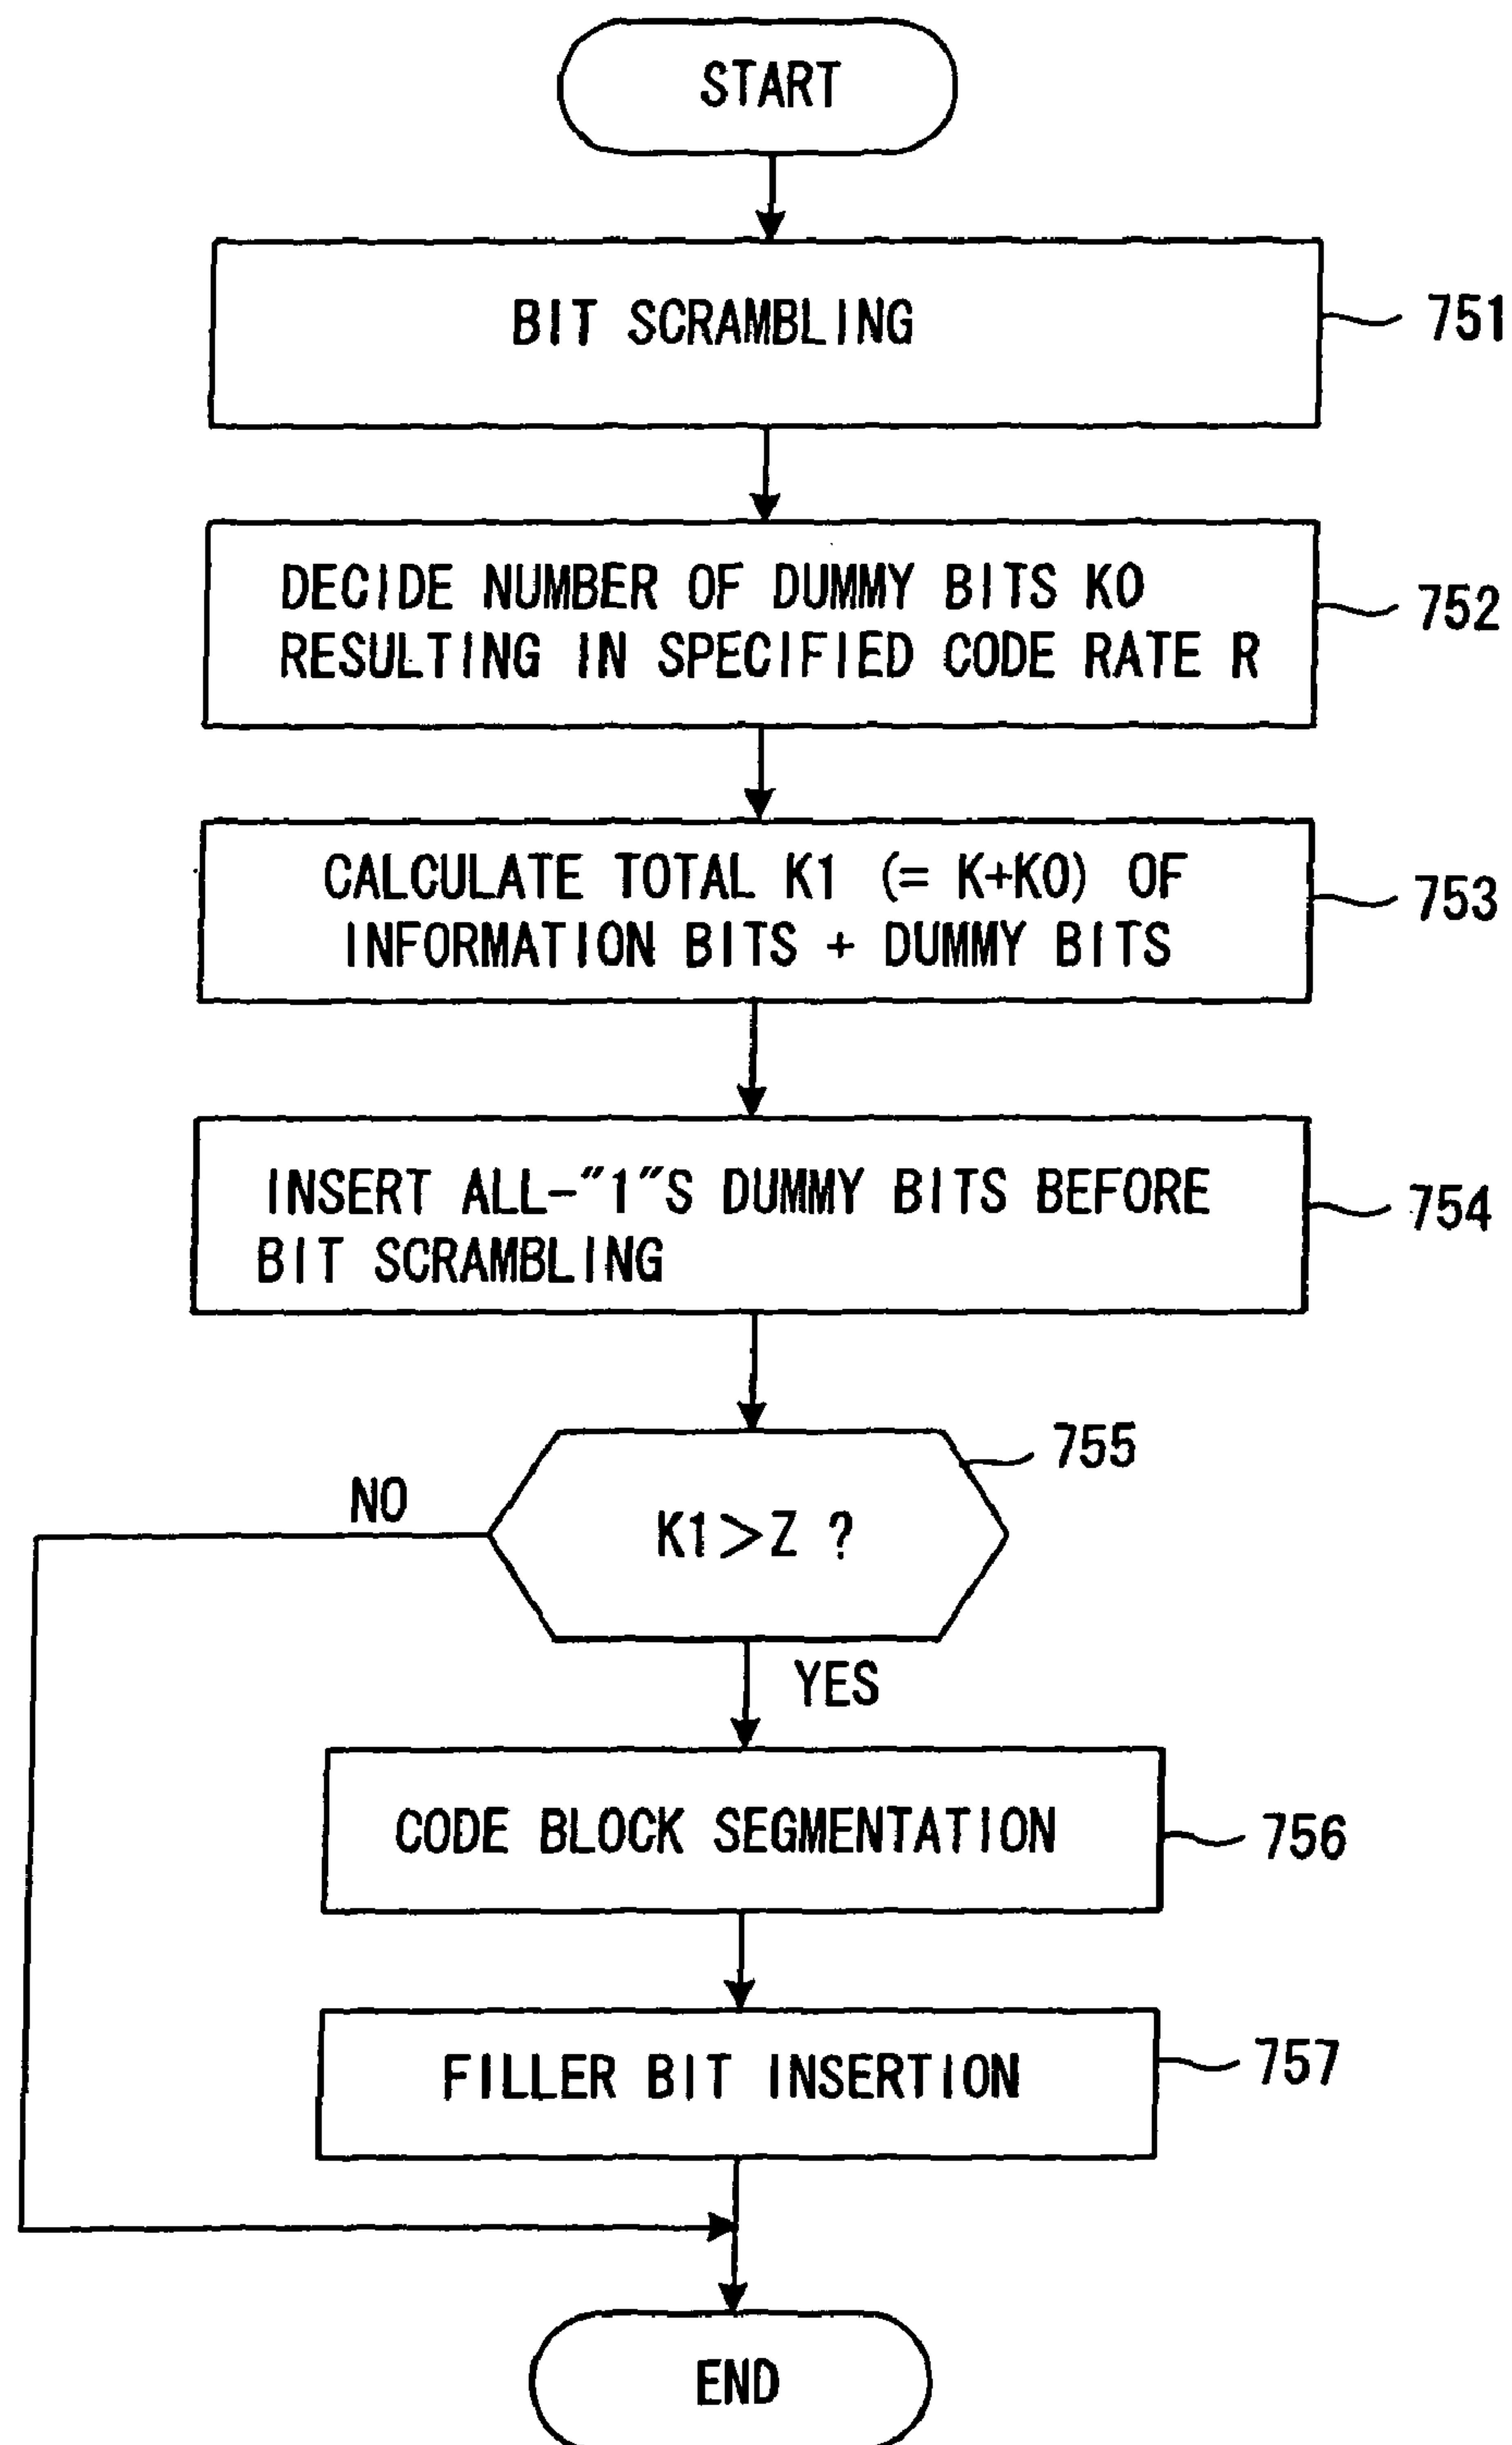 START
BIT SCRAMBLING
751
DECIDE NUMBER OF DUMMY BITS K0
RESULTING IN SPECIFIED CODE RATE R
752
CALCULATE TOTAL K1 (= K+K0) OF
INFORMATION BITS + DUMMY BITS
753
INSERT ALL-"1"S DUMMY BITS BEFORE
BIT SCRAMBLING
754
755
NO
K1>Z ?
YES
CODE BLOCK SEGMENTATION
756
FILLER BIT INSERTION
757
END